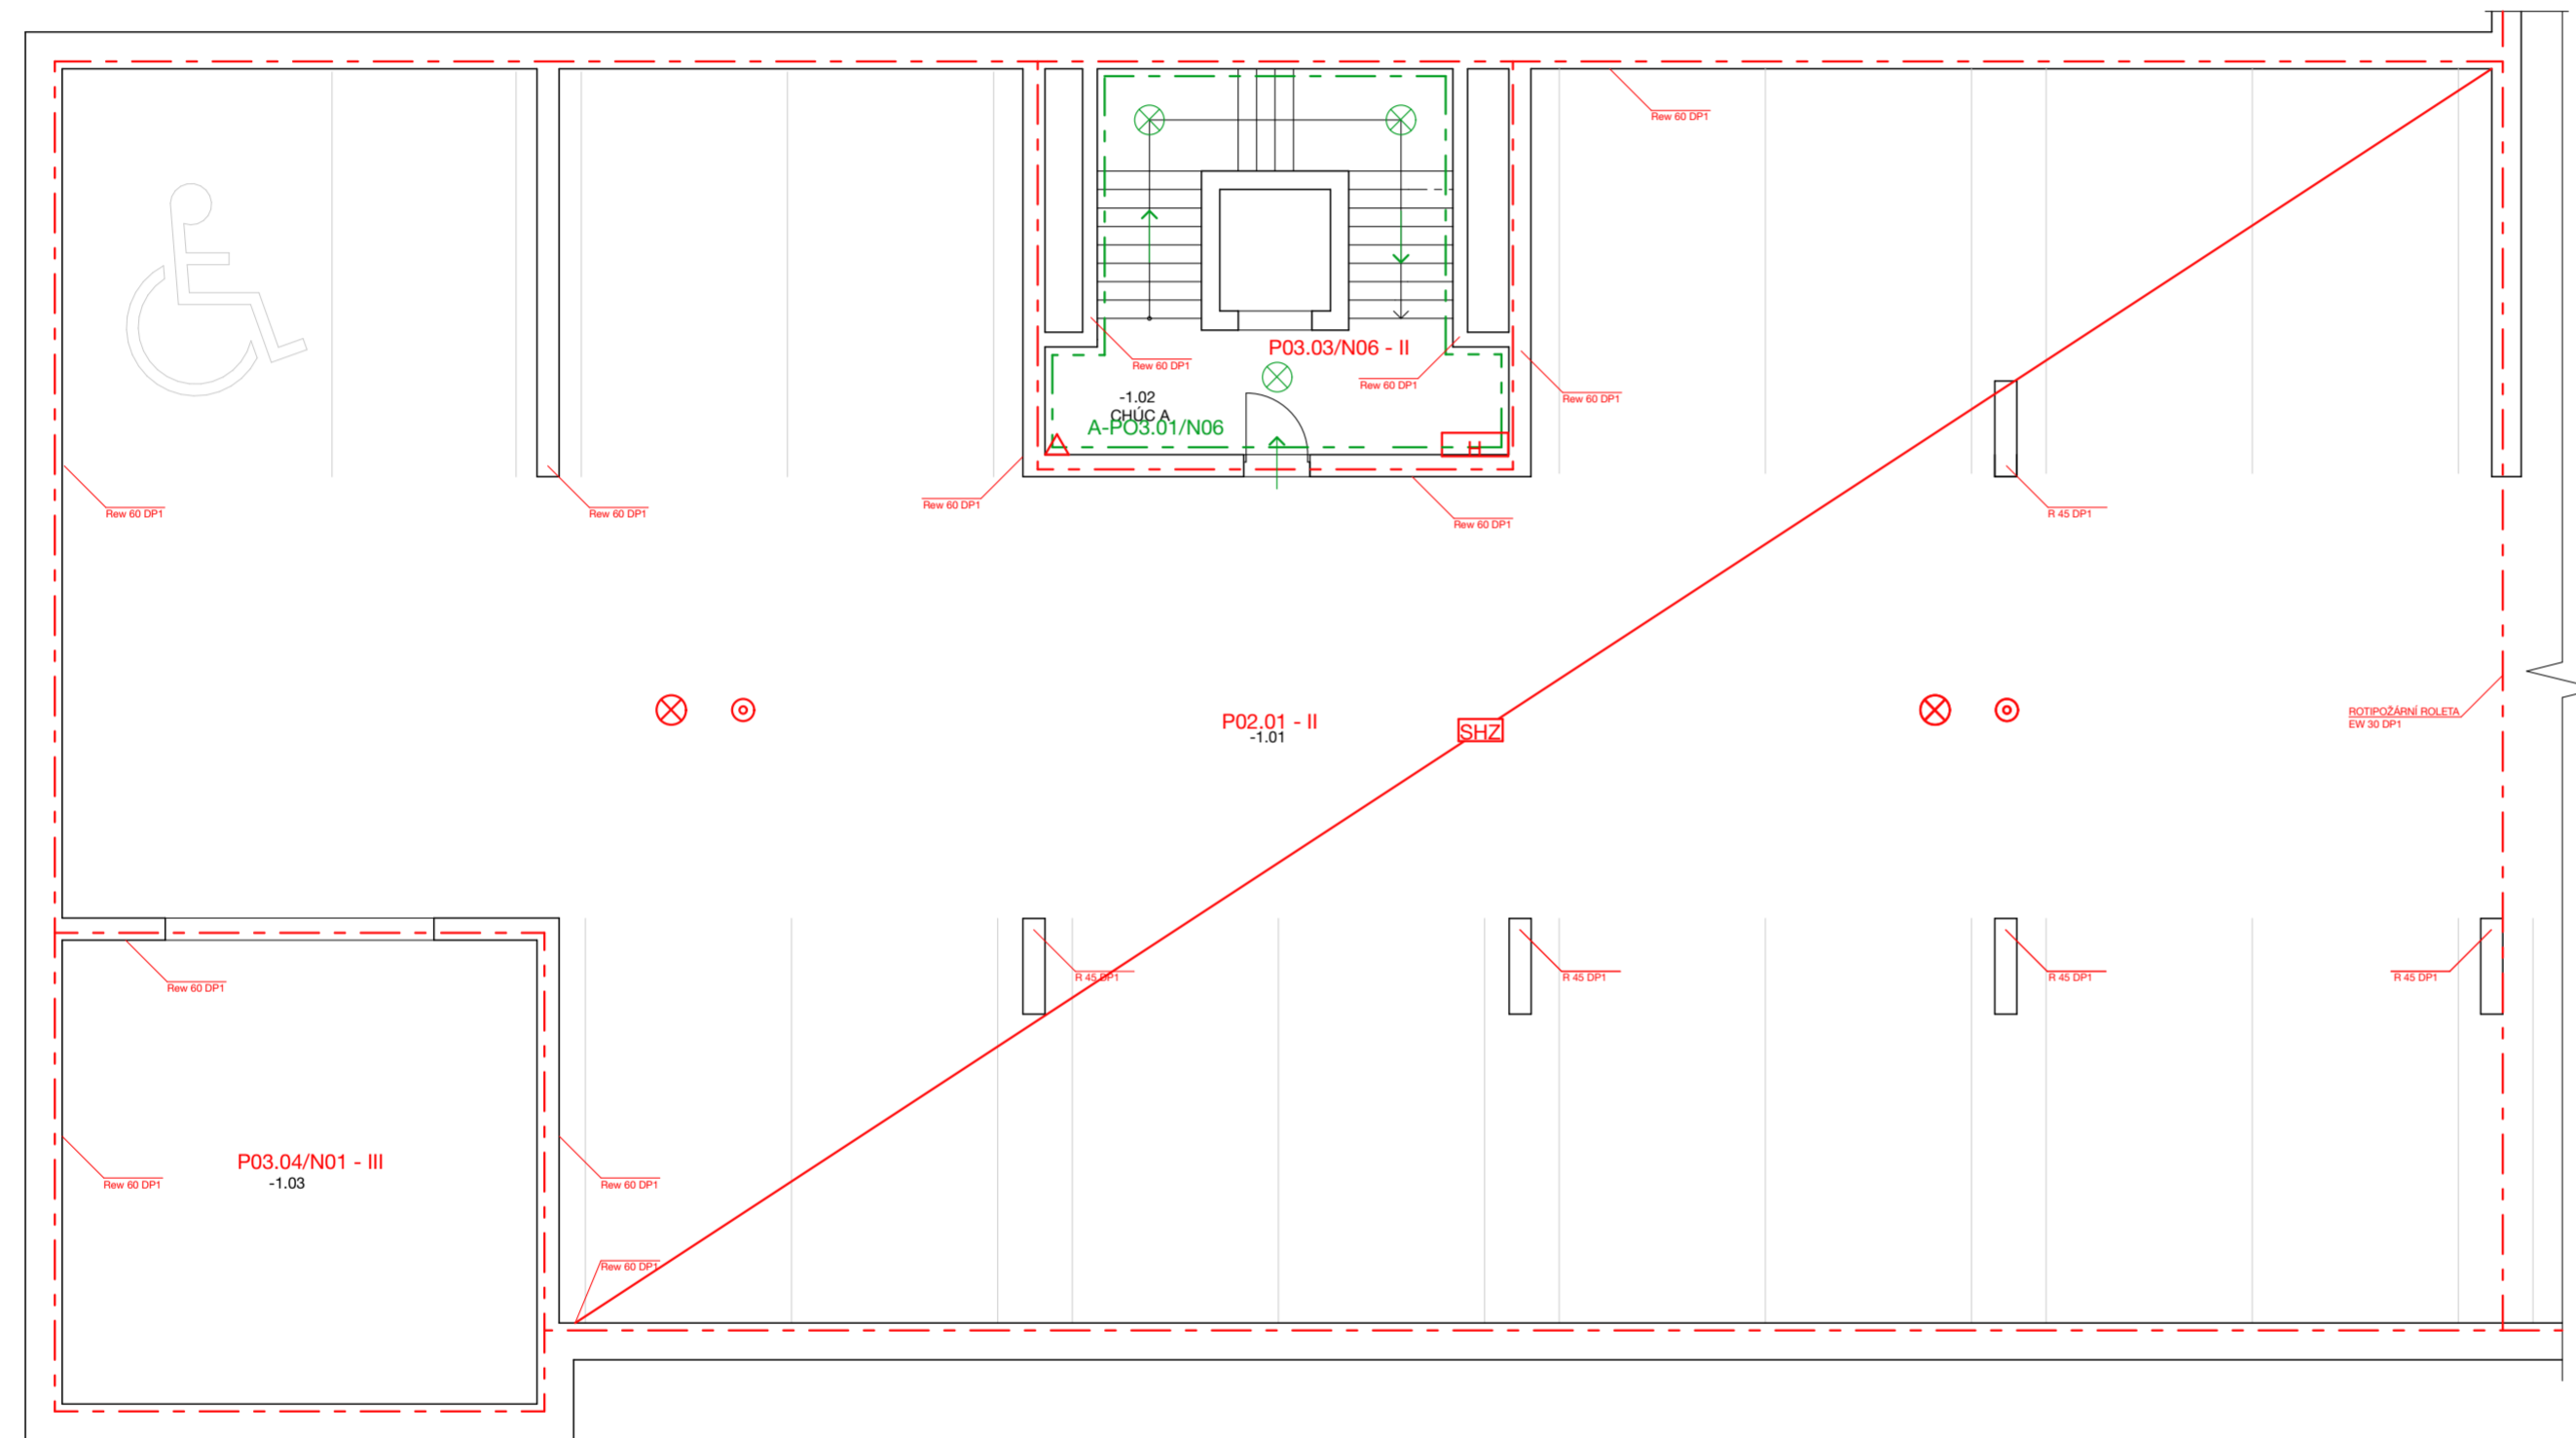 Rew 60 DP1
P03.03/N06 - II
Rew 60 DP1
Rew 60 DP1
Rew 60 DP1
-1.02
CHÚC A
A-PO3.01/N06
H
Rew 60 DP1
Rew 60 DP1
Rew 60 DP1
Rew 60 DP1
R 45 DP1
P02.01 - II
-1.01
SHZ
ROTIPOŽÁRNÍ ROLETA
EW 30 DP1
Rew 60 DP1
R 45 DP1
R 45 DP1
R 45 DP1
R 45 DP1
P03.04/N01 - III
-1.03
Rew 60 DP1
Rew 60 DP1
Rew 60 DP1